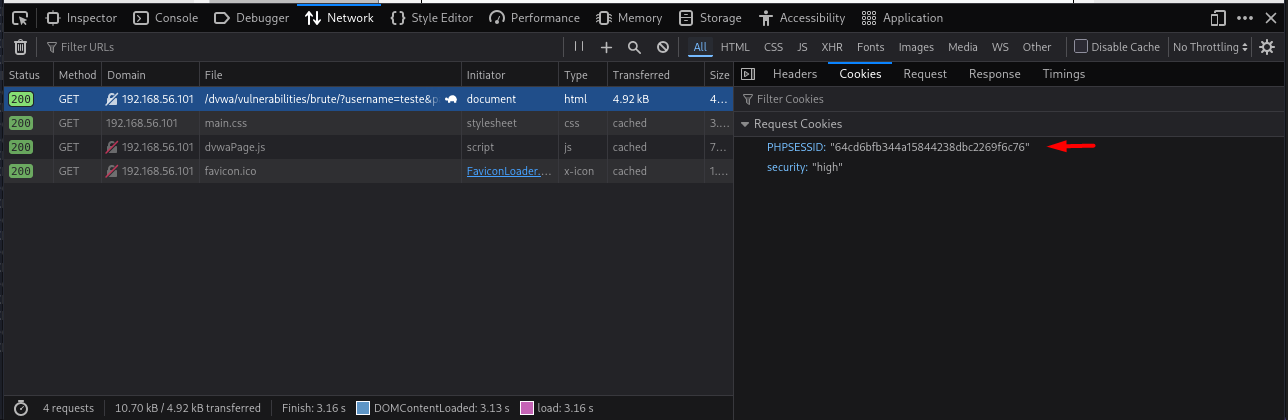 Inspector Console Debugger Network Style Editor Performance Memory Storage Accessibility Application
Filter URLs All HTML CSS JS XHR Fonts Images Media WS Other Disable Cache No Throttling
Status Method Domain File Initiator Type Transferred Size
200 GET 192.168.56.101 /dvwa/vulnerabilities/brute/?username=teste&p document html 4.92 kB 4…
200 GET 192.168.56.101 main.css stylesheet css cached 3.…
200 GET 192.168.56.101 dvwaPage.js script js cached 7…
200 GET 192.168.56.101 favicon.ico FaviconLoader.… x-icon cached 1.…
Headers Cookies Request Response Timings
Filter Cookies
Request Cookies
PHPSESSID: "64cd6bfb344a15844238dbc2269f6c76"
security: "high"
4 requests 10.70 kB / 4.92 kB transferred Finish: 3.16 s DOMContentLoaded: 3.13 s load: 3.16 s